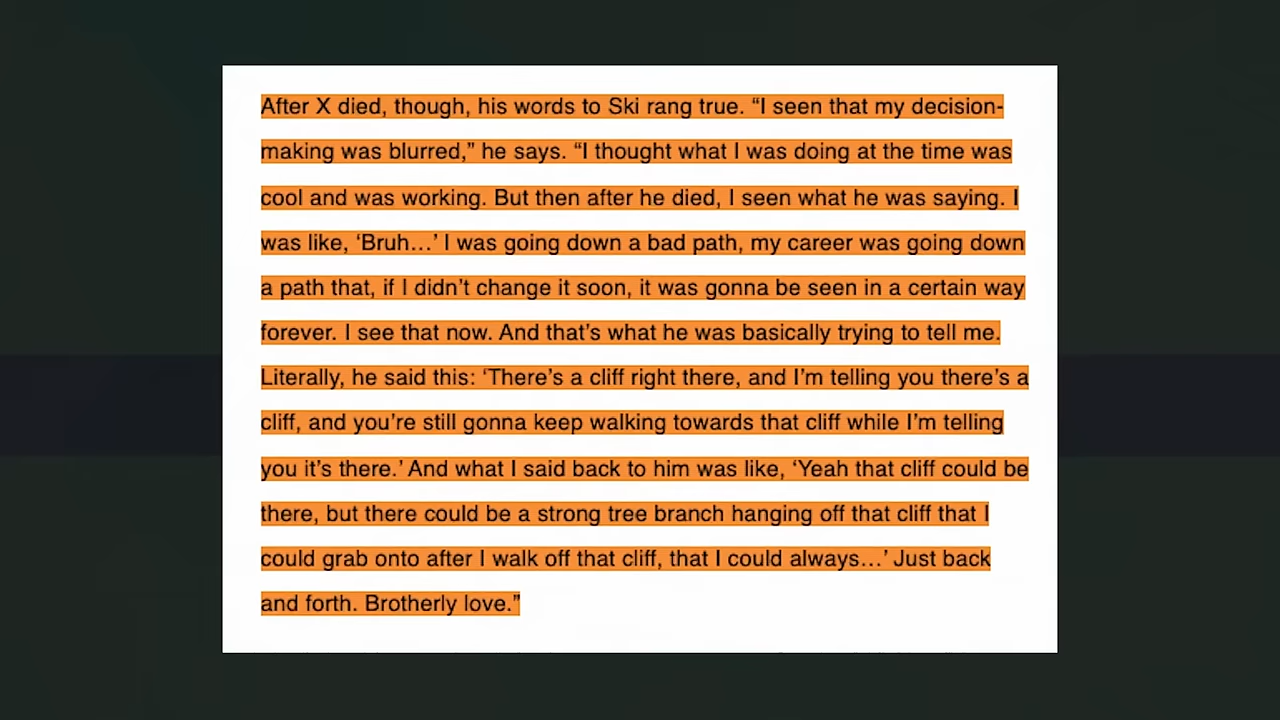 After X died, though, his words to Ski rang true. “I seen that my decision-
making was blurred,” he says. “I thought what I was doing at the time was
cool and was working. But then after he died, I seen what he was saying. I
was like, ‘Bruh…’ I was going down a bad path, my career was going down
a path that, if I didn’t change it soon, it was gonna be seen in a certain way
forever. I see that now. And that’s what he was basically trying to tell me.
Literally, he said this: ‘There’s a cliff right there, and I’m telling you there’s a
cliff, and you’re still gonna keep walking towards that cliff while I’m telling
you it’s there.’ And what I said back to him was like, ‘Yeah that cliff could be
there, but there could be a strong tree branch hanging off that cliff that I
could grab onto after I walk off that cliff, that I could always…’ Just back
and forth. Brotherly love.”